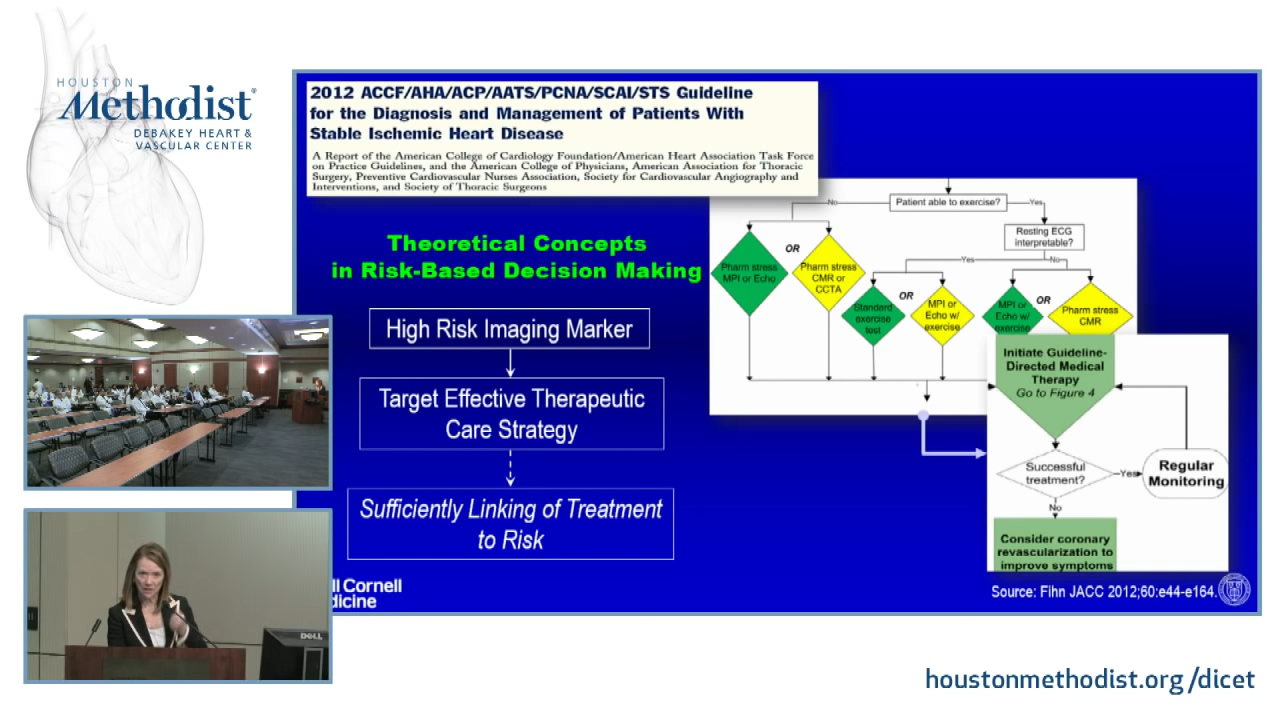 HOUSTON
Methodist®
DEBAKEY HEART &
VASCULAR CENTER
2012 ACCF/AHA/ACP/AATS/PCNA/SCAI/STS Guideline
for the Diagnosis and Management of Patients With
Stable Ischemic Heart Disease
A Report of the American College of Cardiology Foundation/American Heart Association Task Force
on Practice Guidelines, and the American College of Physicians, American Association for Thoracic
Surgery, Preventive Cardiovascular Nurses Association, Society for Cardiovascular Angiography and
Interventions, and Society of Thoracic Surgeons
Theoretical Concepts
in Risk-Based Decision Making
High Risk Imaging Marker
Target Effective Therapeutic
Care Strategy
Sufficiently Linking of Treatment
to Risk
No
Patient able to exercise?
Yes
Resting ECG
interpretable?
Yes
No
Pharm stress
MPI or Echo
OR
Pharm stress
CMR or
CCTA
Standard
exercise
test
OR
MPI or
Echo w/
exercise
MPI or
Echo w/
exercise
OR
Pharm stress
CMR
Initiate Guideline-
Directed Medical
Therapy
Go to Figure 4
Successful
treatment?
Yes
Regular
Monitoring
No
Consider coronary
revascularization to
improve symptoms
ll Cornell
dicine
Source: Fihn JACC 2012;60:e44-e164.
DELL
houstonmethodist.org/dicet